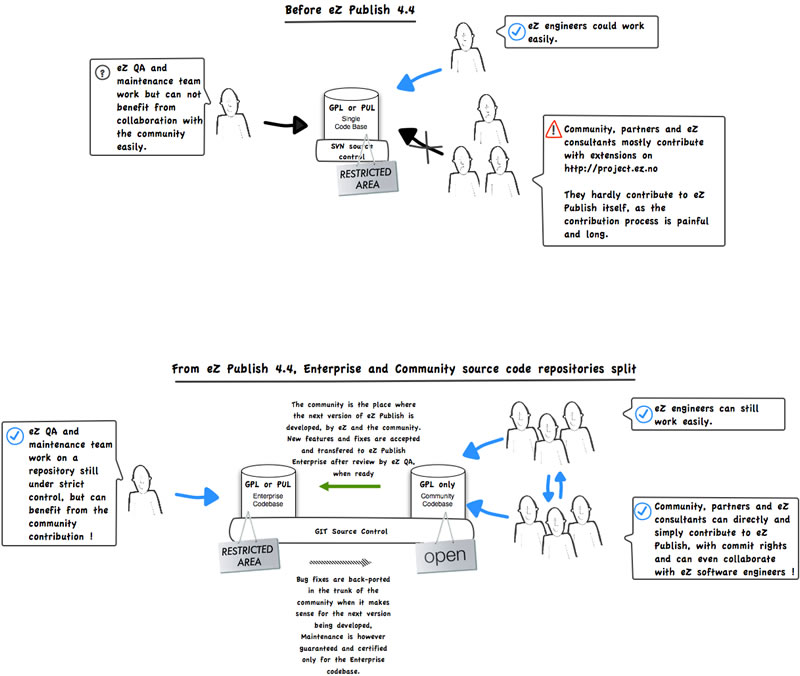 Before eZ Publish 4.4
eZ engineers could work
easily.
?
eZ QA and
maintenance team
work but can not
benefit from
collaboration with
the community
easily.
GPL or PUL
Single
Code Base
SVN source
control
RESTRICTED
AREA
!
Community, partners and eZ
consultants mostly contribute
with extensions on
http://project.ez.no
They hardly contribute to eZ
Publish itself, as the
contribution process is painful
and long.
From eZ Publish 4.4, Enterprise and Community source code repositories split
The community is the place where
the next version of eZ Publish is
developed, by eZ and the community.
New features and fixes are accepted
and transfered to eZ Publish
Enterprise after review by eZ QA,
when ready
eZ engineers can still
work easily.
eZ QA and
maintenance team
work on a
repository still
under strict
control, but can
benefit from the
community
contribution !
GPL or PUL
Enterprise
Codebase
GPL only
Community
Codebase
GIT Source Control
RESTRICTED
AREA
open
Community, partners and eZ
consultants can directly and
simply contribute to eZ
Publish, with commit rights
and can even collaborate
with eZ software engineers !
Bug fixes are back-ported
in the trunk of the
community when it makes
sense for the next version
being developed.
Maintenance is however
guaranteed and certified
only for the Enterprise
codebase.